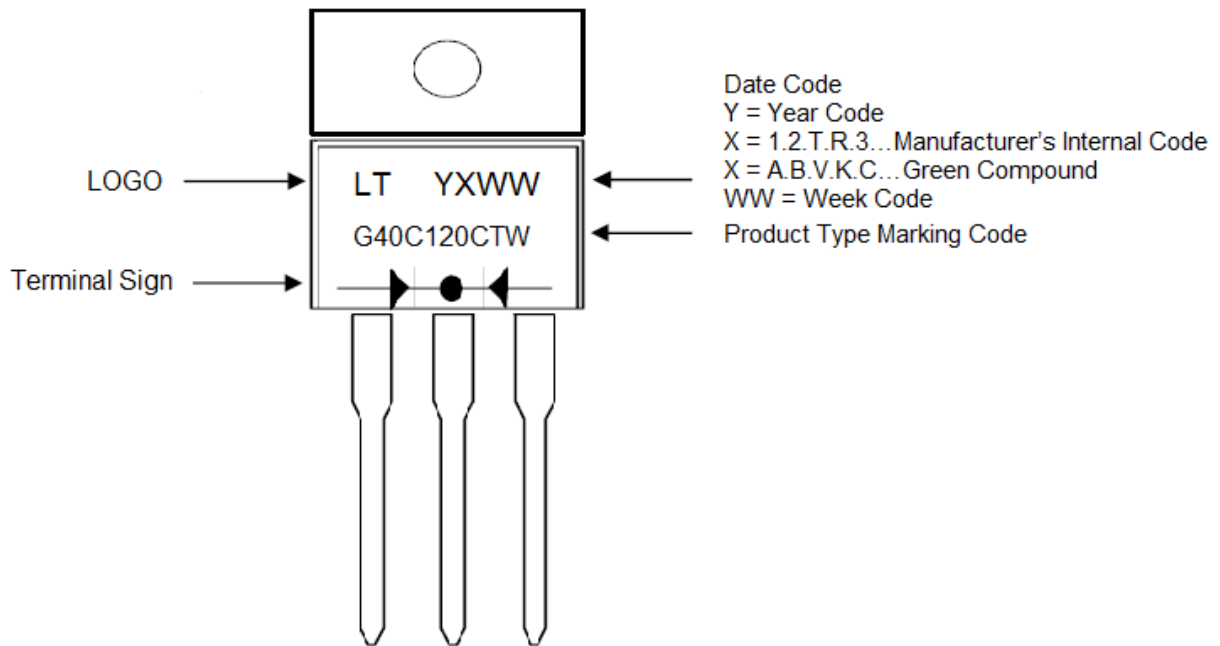 Date Code
Y = Year Code
X = 1.2.T.R.3...Manufacturer's Internal Code
X = A.B.V.K.C...Green Compound
WW = Week Code
LOGO
LT YXWW
G40C120CTW
Product Type Marking Code
Terminal Sign